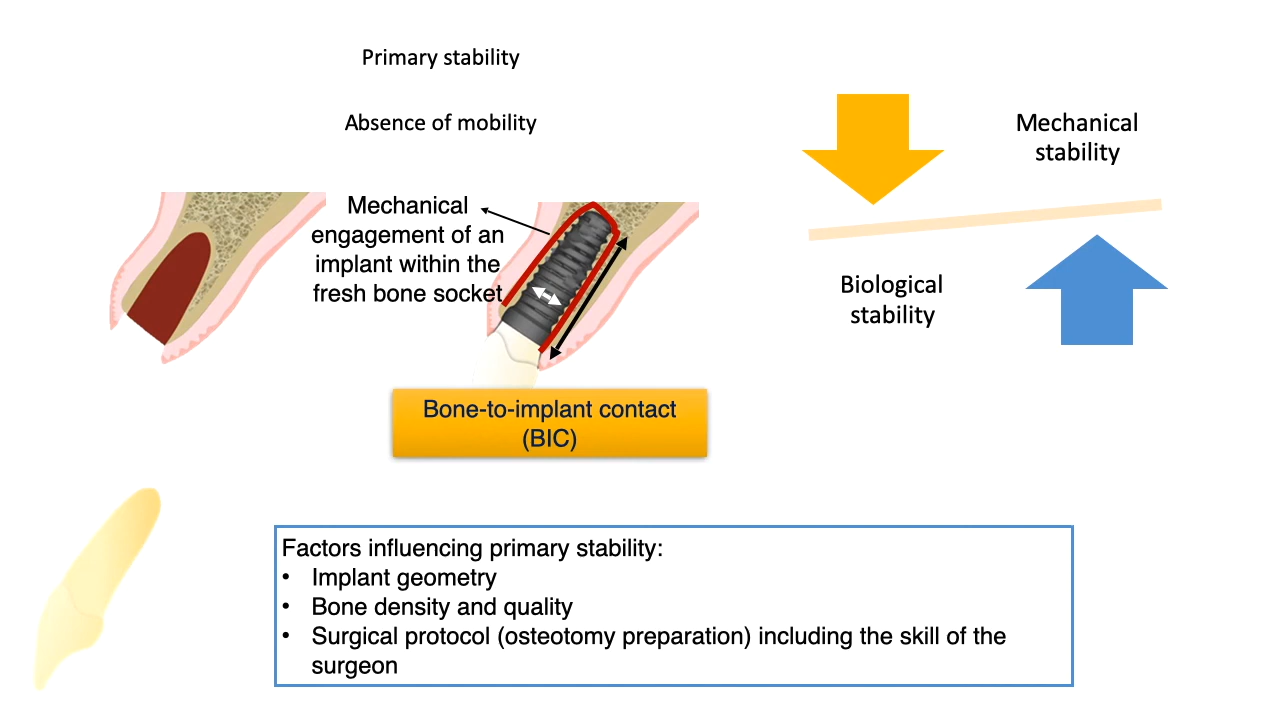 Primary stability
Absence of mobility
Mechanical
engagement of an
implant within the
fresh bone socket
Bone-to-implant contact
(BIC)
Mechanical
stability
Biological
stability
Factors influencing primary stability:
• Implant geometry
• Bone density and quality
• Surgical protocol (osteotomy preparation) including the skill of the
surgeon